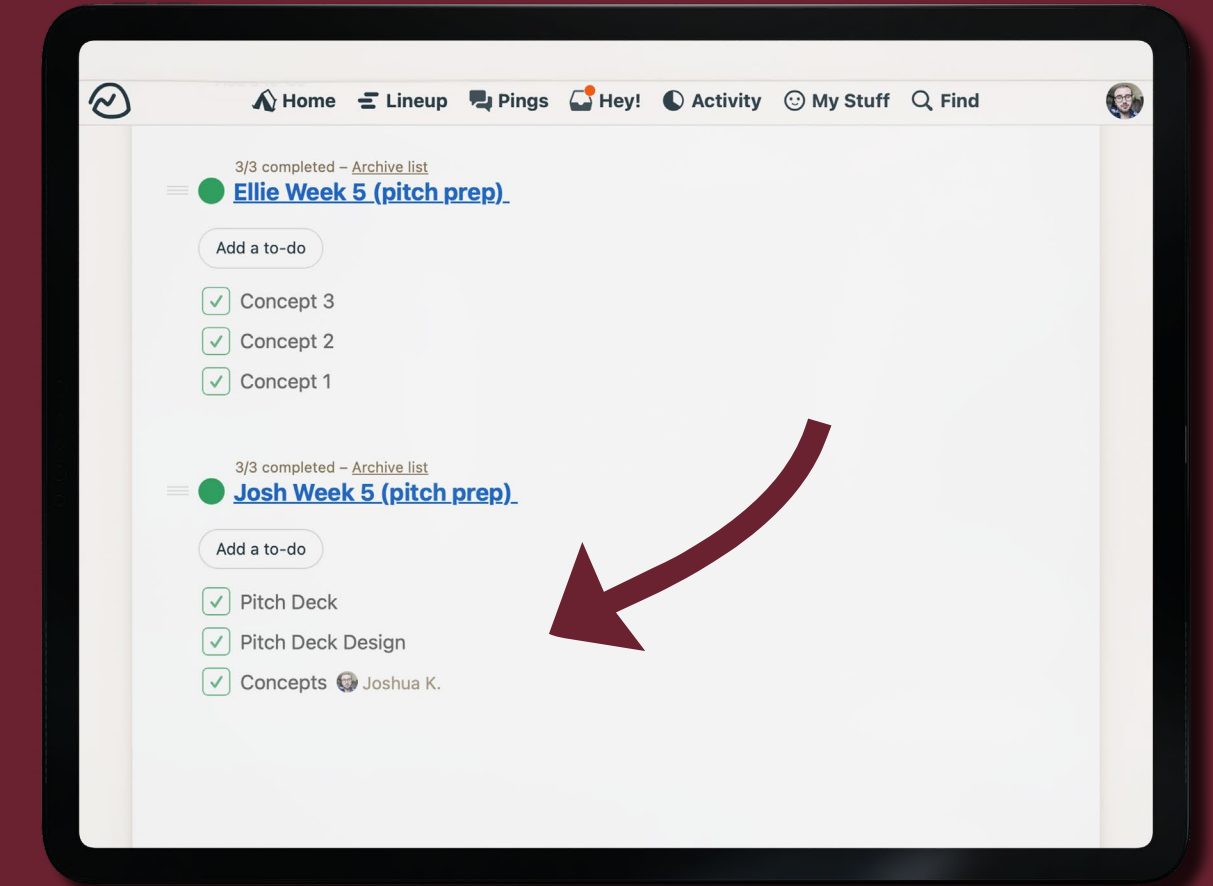 Home Lineup Pings Hey! Activity My Stuff Find
3/3 completed – Archive list
Ellie Week 5 (pitch prep)
Add a to-do
Concept 3
Concept 2
Concept 1
3/3 completed – Archive list
Josh Week 5 (pitch prep)
Add a to-do
Pitch Deck
Pitch Deck Design
Concepts Joshua K.